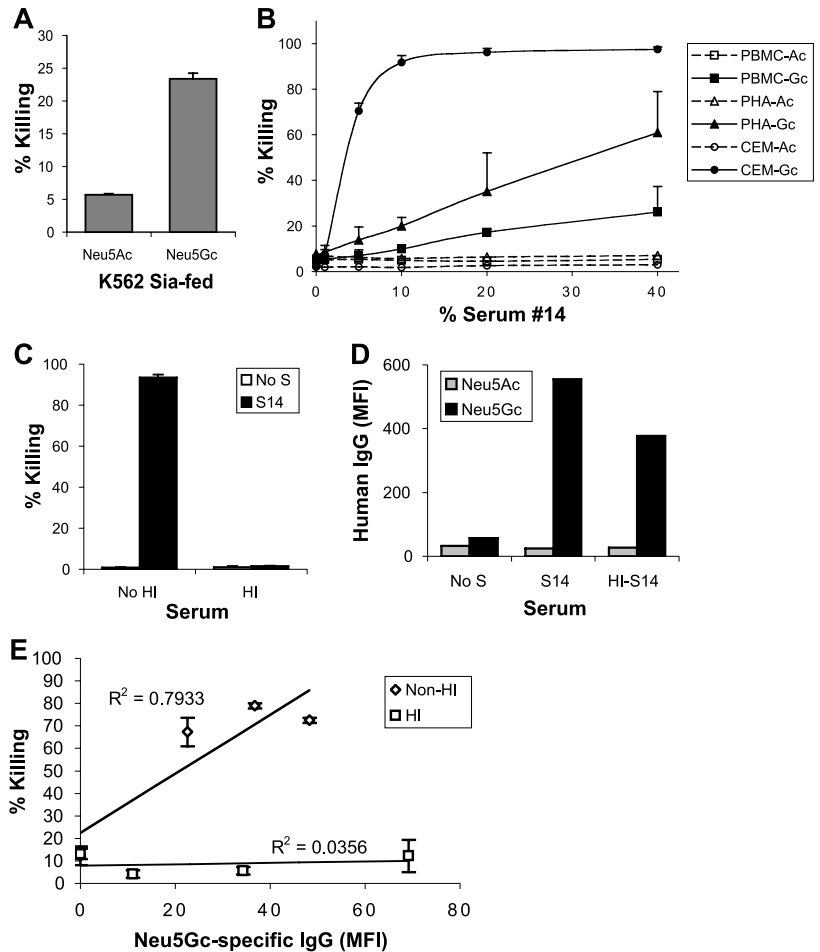 A
% Killing
30
25
20
15
10
5
0
Neu5Ac Neu5Gc
K562 Sia-fed
B
% Killing
100
80
60
40
20
0
0 10 20 30 40
% Serum #14
PBMC-Ac
PBMC-Gc
PHA-Ac
PHA-Gc
CEM-Ac
CEM-Gc
C
% Killing
100
80
60
40
20
0
No HI HI
Serum
No S
S14
D
Human IgG (MFI)
600
400
200
0
No S S14 HI-S14
Serum
Neu5Ac
Neu5Gc
E
% Killing
100
90
80
70
60
50
40
30
20
10
0
0 20 40 60 80
Neu5Gc-specific IgG (MFI)
R² = 0.7933
R² = 0.0356
Non-HI
HI